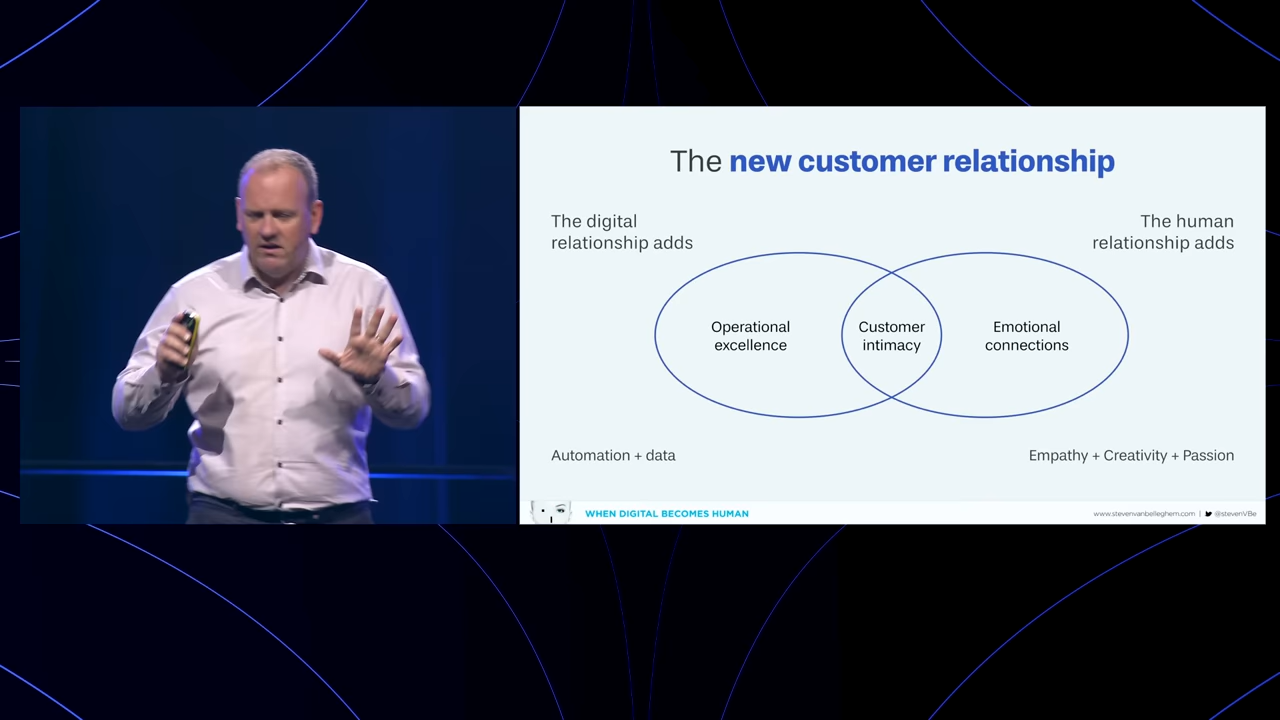 The new customer relationship
The digital
relationship adds
The human
relationship adds
Operational
excellence
Customer
intimacy
Emotional
connections
Automation + data
Empathy + Creativity + Passion
WHEN DIGITAL BECOMES HUMAN
www.stevenvanbelleghem.com | @stevenVBe